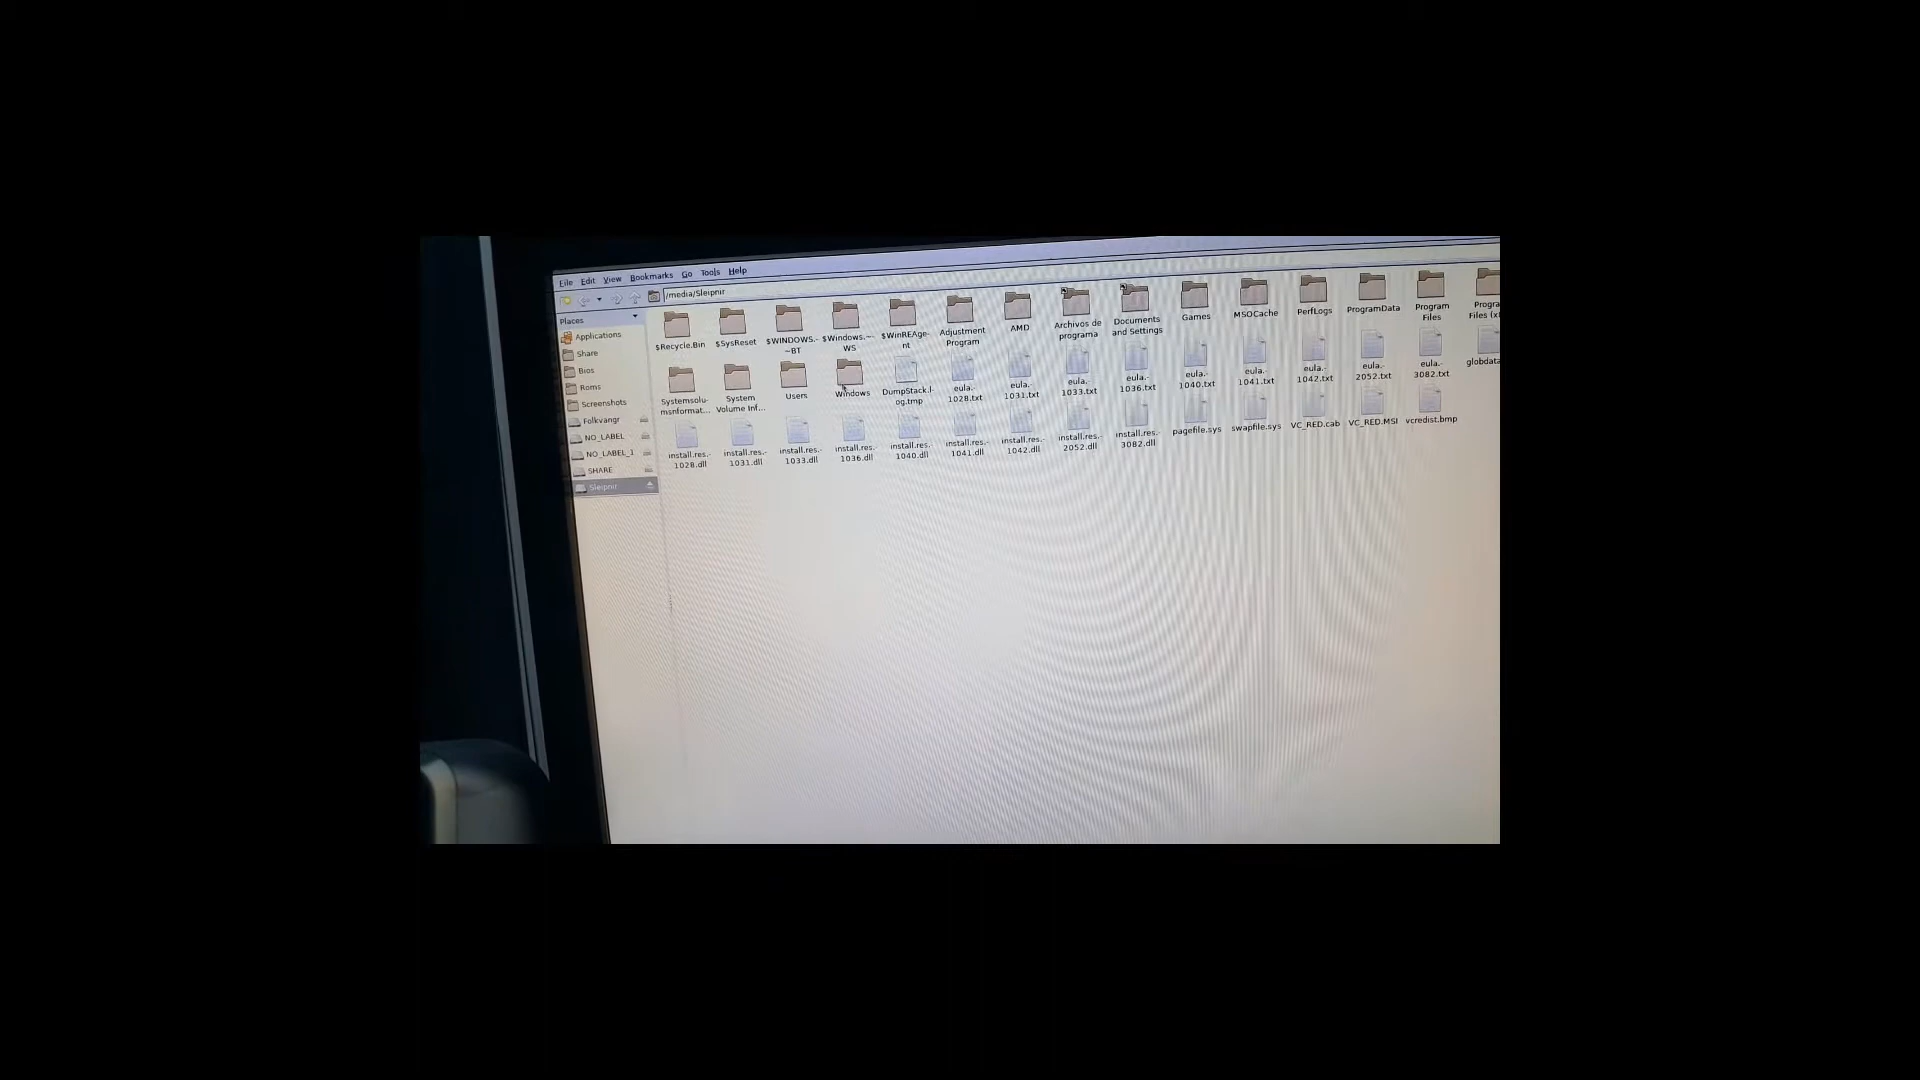 File Edit View Bookmarks Go Tools Help
/media/Sleipnir
Places
Applications
Share
Bios
Roms
Screenshots
Folkvangr
NO_LABEL
NO_LABEL_1
SHARE
Sleipnir
$Recycle.Bin
$SysReset
$WINDOWS.~
~BT
$Windows.~
WS
$WinREAge-
nt
Adjustment
Program
AMD
Archivos de
programa
Documents
and Settings
Games
MSOCache
PerfLogs
ProgramData
Program
Files
Progra
Files (x
Systemsolu-
msnformat...
System
Volume Inf...
Users
Windows
DumpStack.l-
og.tmp
eula.-
1028.txt
eula.-
1031.txt
eula.-
1033.txt
eula.-
1036.txt
eula.-
1040.txt
eula.-
1041.txt
eula.-
1042.txt
eula.-
2052.txt
eula.-
3082.txt
globdata
install.res.-
1028.dll
install.res.-
1031.dll
install.res.-
1033.dll
install.res.-
1036.dll
install.res.-
1040.dll
install.res.-
1041.dll
install.res.-
1042.dll
install.res.-
2052.dll
install.res.-
3082.dll
pagefile.sys
swapfile.sys
VC_RED.cab
VC_RED.MSI
vcredist.bmp